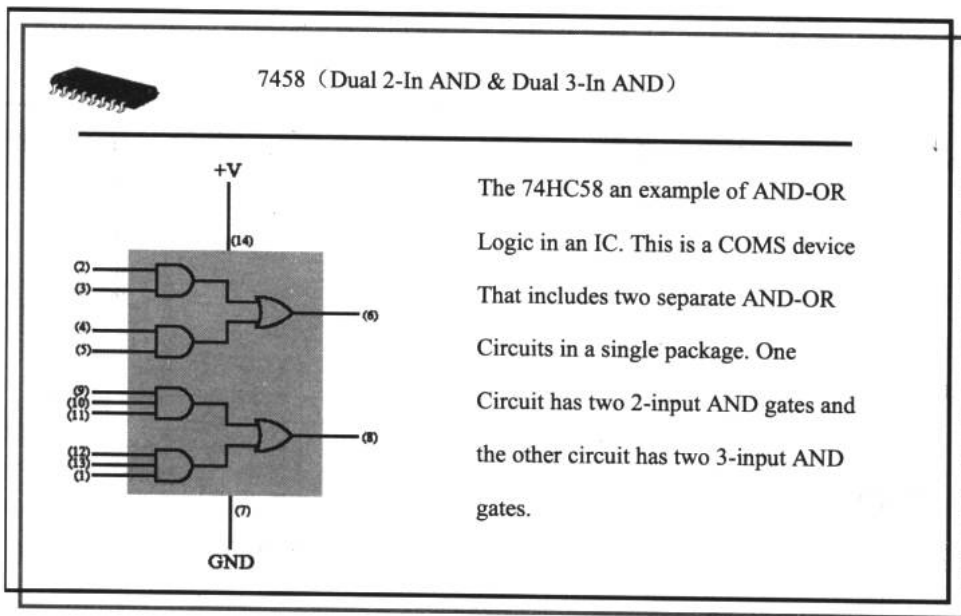 7458（Dual 2-In AND & Dual 3-In AND）
+V
(14)
(2)
(3)
(4)
(5)
(6)
(9)
(10)
(11)
(8)
(12)
(13)
(1)
(7)
GND
The 74HC58 an example of AND-OR
Logic in an IC. This is a COMS device
That includes two separate AND-OR
Circuits in a single package. One
Circuit has two 2-input AND gates and
the other circuit has two 3-input AND
gates.